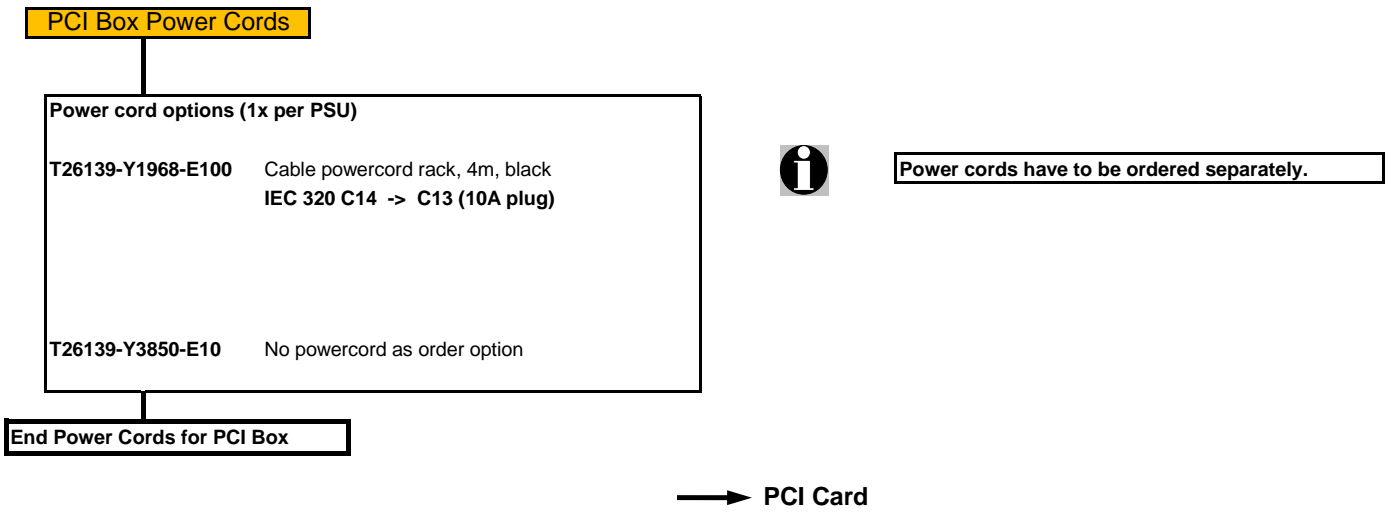 PCI Box Power Cords
Power cord options (1x per PSU)
T26139-Y1968-E100 Cable powercord rack, 4m, black
IEC 320 C14 -> C13 (10A plug)
Power cords have to be ordered separately.
T26139-Y3850-E10 No powercord as order option
End Power Cords for PCI Box
PCI Card